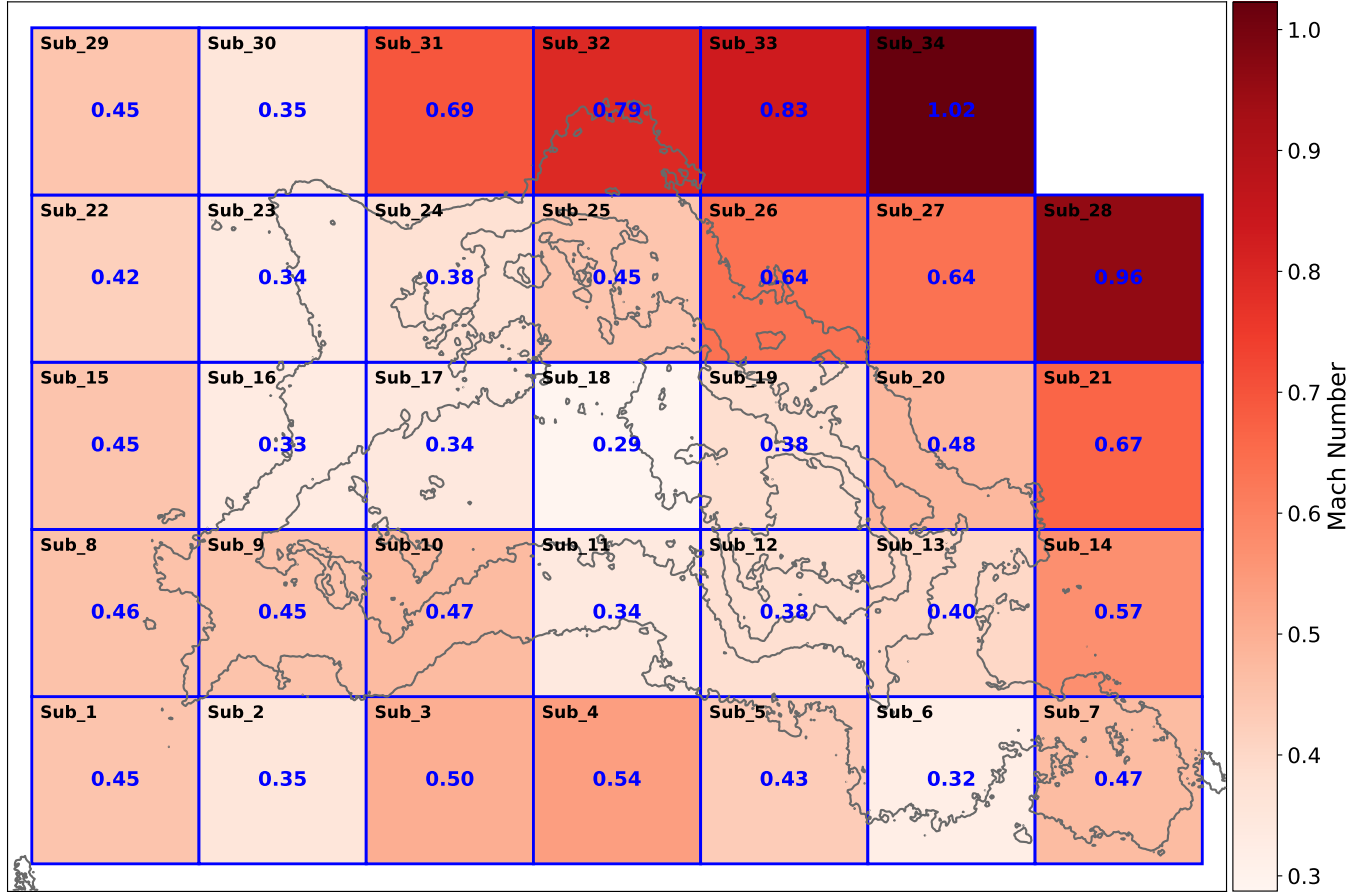 Sub_29 Sub_30 Sub_31 Sub_32 Sub_33 Sub_34
0.45 0.35 0.69 0.79 0.83 1.02
Sub_22 Sub_23 Sub_24 Sub_25 Sub_26 Sub_27 Sub_28
0.42 0.34 0.38 0.45 0.64 0.64 0.96
Sub_15 Sub_16 Sub_17 Sub_18 Sub_19 Sub_20 Sub_21
0.45 0.33 0.34 0.29 0.38 0.48 0.67
Sub_8 Sub_9 Sub_10 Sub_11 Sub_12 Sub_13 Sub_14
0.46 0.45 0.47 0.34 0.38 0.40 0.57
Sub_1 Sub_2 Sub_3 Sub_4 Sub_5 Sub_6 Sub_7
0.45 0.35 0.50 0.54 0.43 0.32 0.47
1.0
0.9
0.8
0.7
0.6
0.5
0.4
0.3
Mach Number